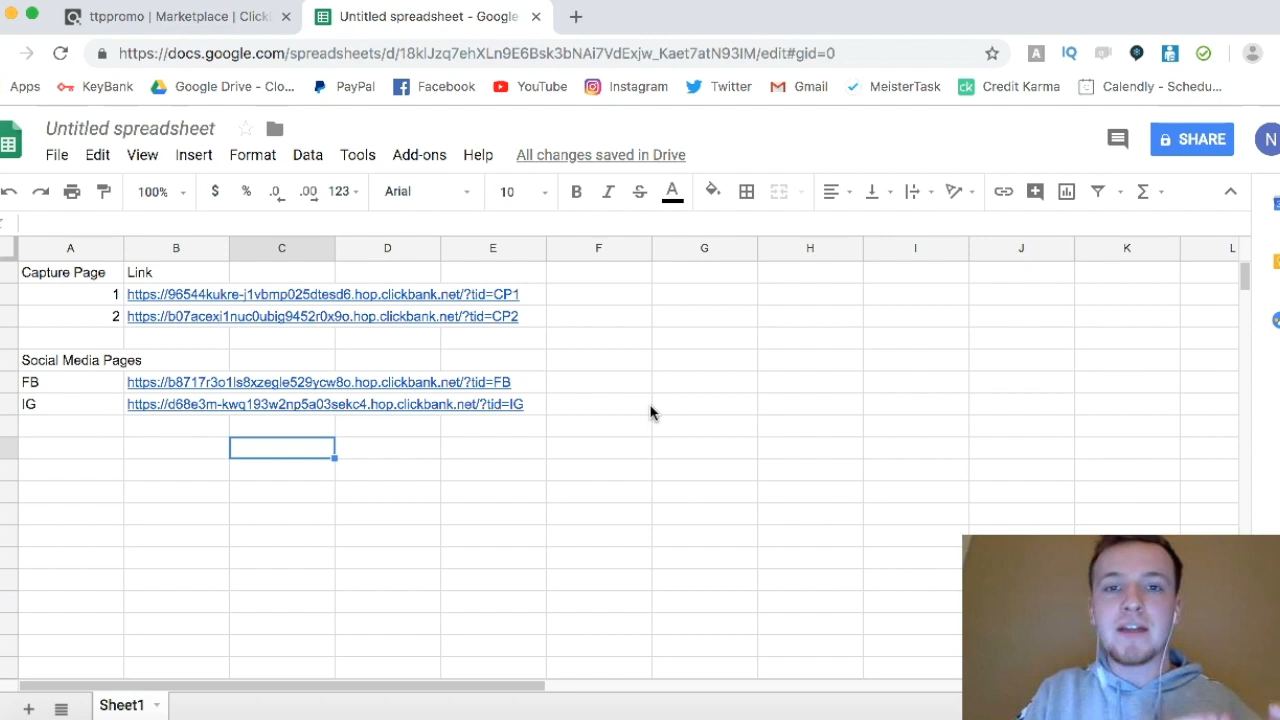 ttppromo | Marketplace | Click
Untitled spreadsheet - Google
https://docs.google.com/spreadsheets/d/18klJzq7ehXLn9E6Bsk3bNAi7VdExjw_Kaet7atN93IM/edit#gid=0
Apps KeyBank Google Drive - Clo... PayPal Facebook YouTube Instagram Twitter Gmail MeisterTask Credit Karma Calendly - Schedu...
Untitled spreadsheet
File Edit View Insert Format Data Tools Add-ons Help All changes saved in Drive
SHARE
N
100% $ % .0 .00 123 Arial 10 B I S A
A B C D E F G H I J K L
Capture Page Link
1 https://96544kukre-j1vbmp025dtesd6.hop.clickbank.net/?tid=CP1
2 https://b07acexi1nuc0ubig9452r0x9o.hop.clickbank.net/?tid=CP2
Social Media Pages
FB https://b8717r3o1ls8xzegle529ycw8o.hop.clickbank.net/?tid=FB
IG https://d68e3m-kwq193w2np5a03sekc4.hop.clickbank.net/?tid=IG
Sheet1